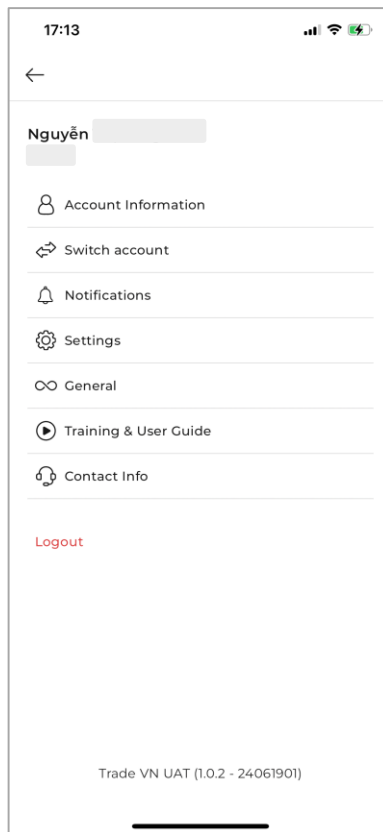 17:13
Nguyễn
Account Information
Switch account
Notifications
Settings
General
Training & User Guide
Contact Info
Logout
Trade VN UAT (1.0.2 - 24061901)